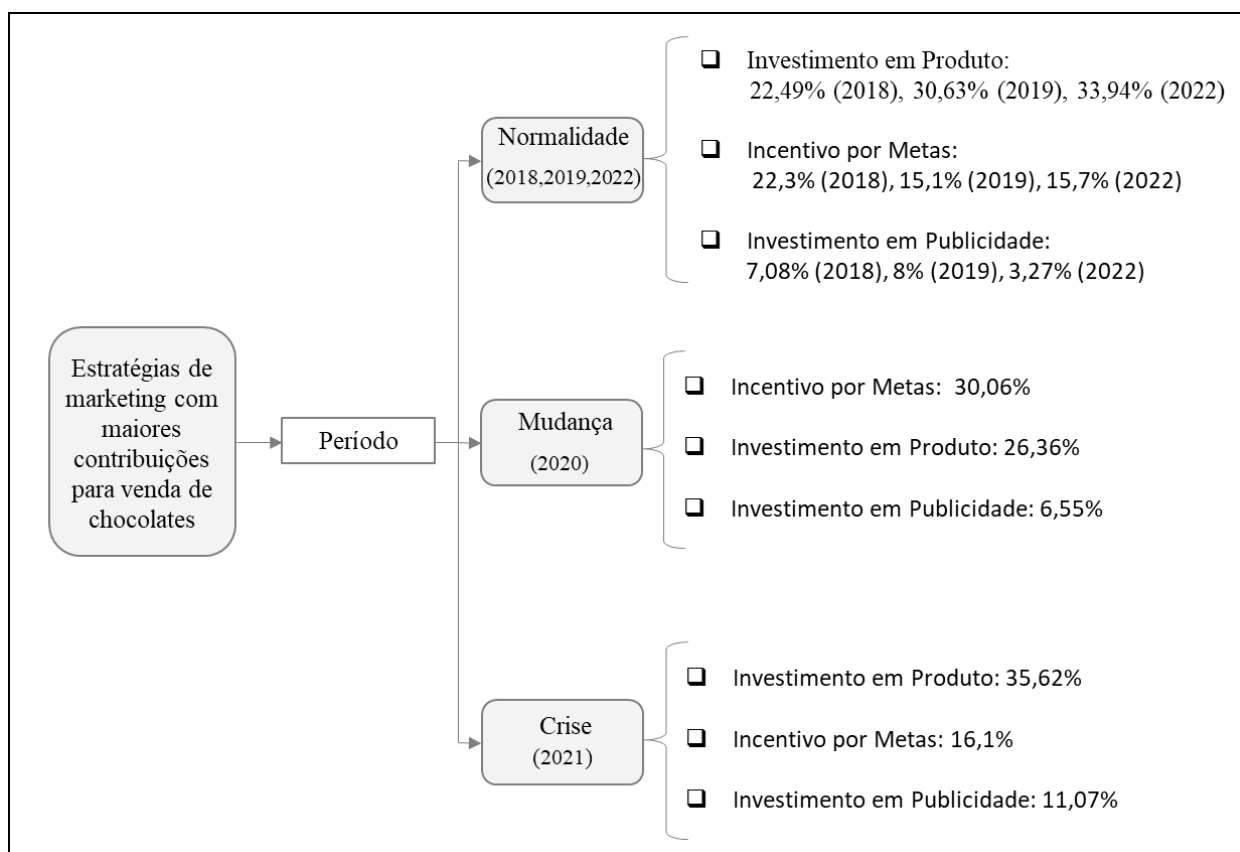 Estratégias de
marketing com
maiores
contribuições
para venda de
chocolates
Período
Normalidade
(2018,2019,2022)
Investimento em Produto:
22,49% (2018), 30,63% (2019), 33,94% (2022)
Incentivo por Metas:
22,3% (2018), 15,1% (2019), 15,7% (2022)
Investimento em Publicidade:
7,08% (2018), 8% (2019), 3,27% (2022)
Mudança
(2020)
Incentivo por Metas: 30,06%
Investimento em Produto: 26,36%
Investimento em Publicidade: 6,55%
Crise
(2021)
Investimento em Produto: 35,62%
Incentivo por Metas: 16,1%
Investimento em Publicidade: 11,07%